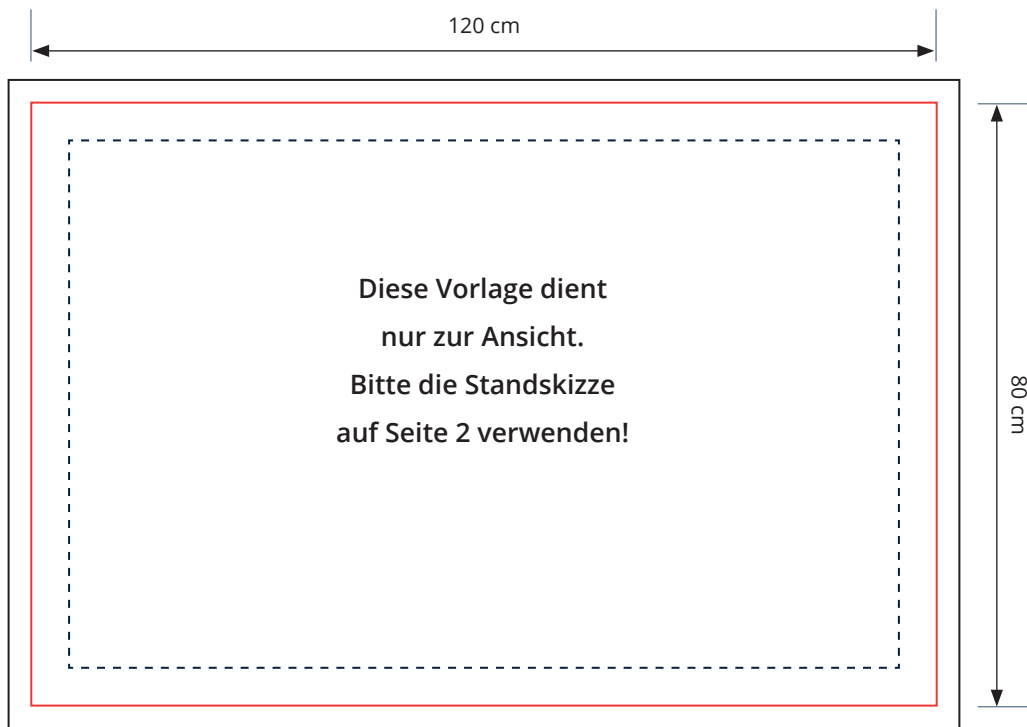 120 cm
Diese Vorlage dient
nur zur Ansicht.
Bitte die Standskizze
auf Seite 2 verwenden!
80 cm